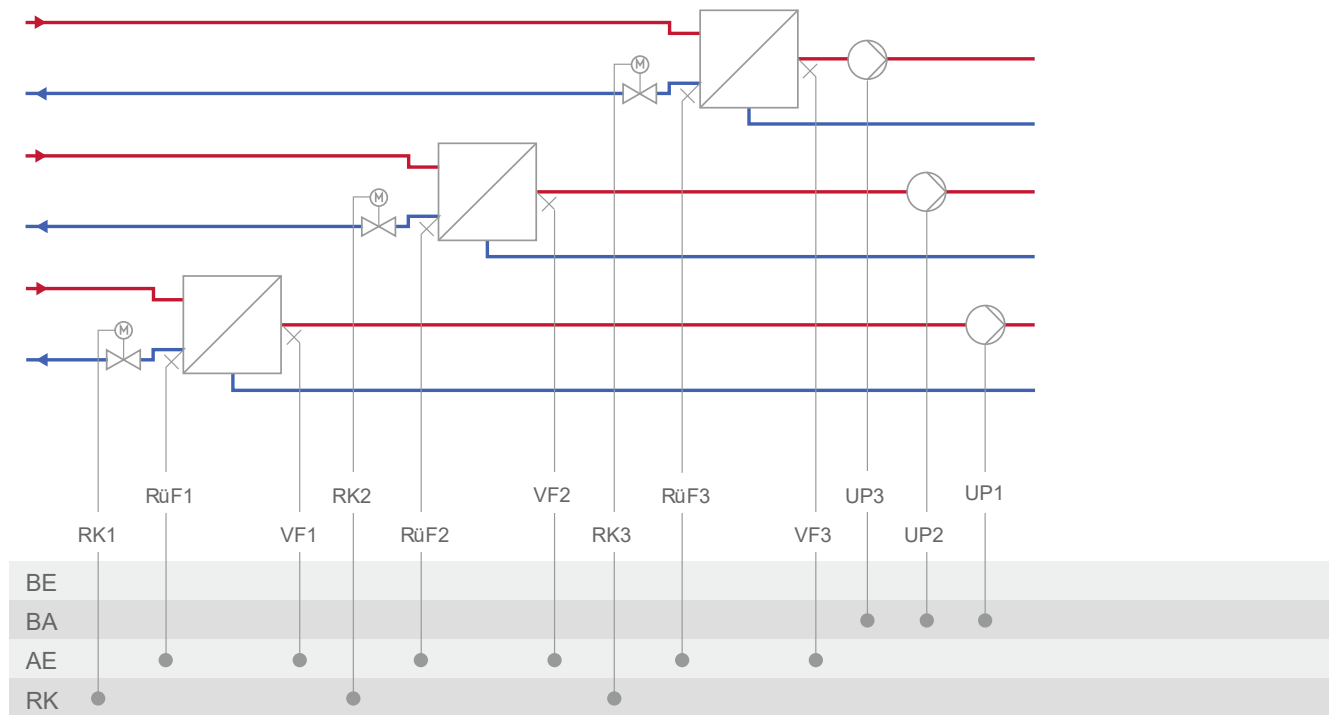 M
M
M
RüF1 RK2 VF2 RüF3 UP3 UP1
RK1 VF1 RüF2 RK3 VF3 UP2
BE
BA
AE
RK